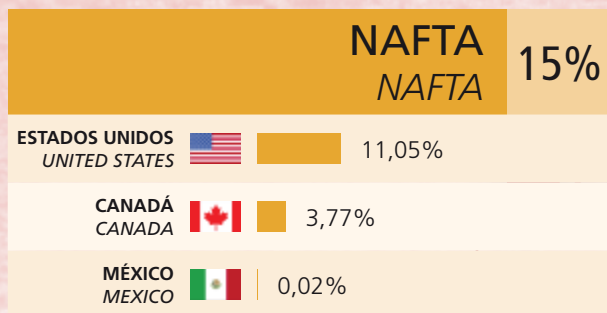 NAFTA
NAFTA
15%
ESTADOS UNIDOS
UNITED STATES
11,05%
CANADÁ
CANADA
3,77%
MÉXICO
MEXICO
0,02%